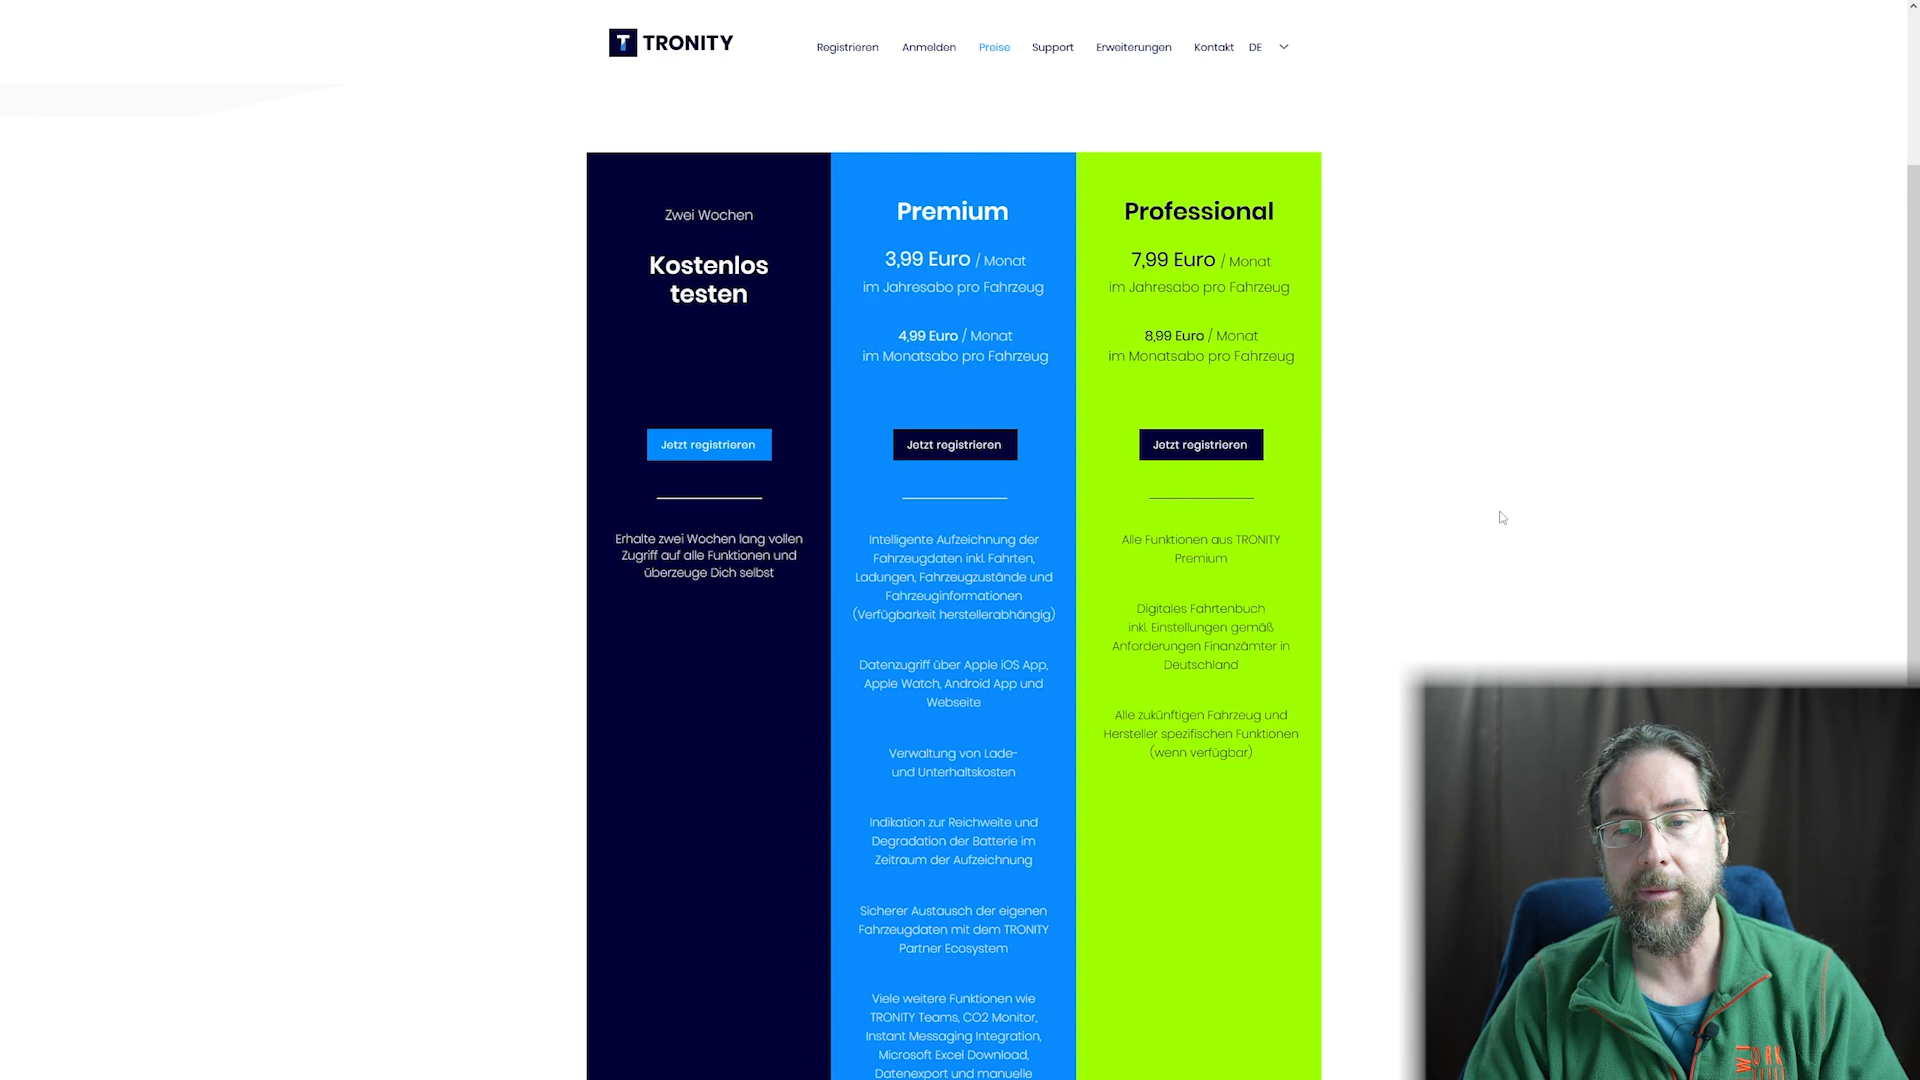 TRONITY
Registrieren
Anmelden
Preise
Support
Erweiterungen
Kontakt
DE
Zwei Wochen
Kostenlos
testen
Jetzt registrieren
Erhalte zwei Wochen lang vollen
Zugriff auf alle Funktionen und
überzeuge Dich selbst
Premium
3,99 Euro / Monat
im Jahresabo pro Fahrzeug
4,99 Euro / Monat
im Monatsabo pro Fahrzeug
Jetzt registrieren
Intelligente Aufzeichnung der
Fahrzeugdaten inkl. Fahrten,
Ladungen, Fahrzeugzustände und
Fahrzeuginformationen
(Verfügbarkeit herstellerabhängig)
Datenzugriff über Apple iOS App,
Apple Watch, Android App und
Webseite
Verwaltung von Lade-
und Unterhaltskosten
Indikation zur Reichweite und
Degradation der Batterie im
Zeitraum der Aufzeichnung
Sicherer Austausch der eigenen
Fahrzeugdaten mit dem TRONITY
Partner Ecosystem
Viele weitere Funktionen wie
TRONITY Teams, CO2 Monitor,
Instant Messaging Integration,
Microsoft Excel Download,
Datenexport und manuelle
Professional
7,99 Euro / Monat
im Jahresabo pro Fahrzeug
8,99 Euro / Monat
im Monatsabo pro Fahrzeug
Jetzt registrieren
Alle Funktionen aus TRONITY
Premium
Digitales Fahrtenbuch
inkl. Einstellungen gemäß
Anforderungen Finanzämter in
Deutschland
Alle zukünftigen Fahrzeug und
Hersteller spezifischen Funktionen
(wenn verfügbar)